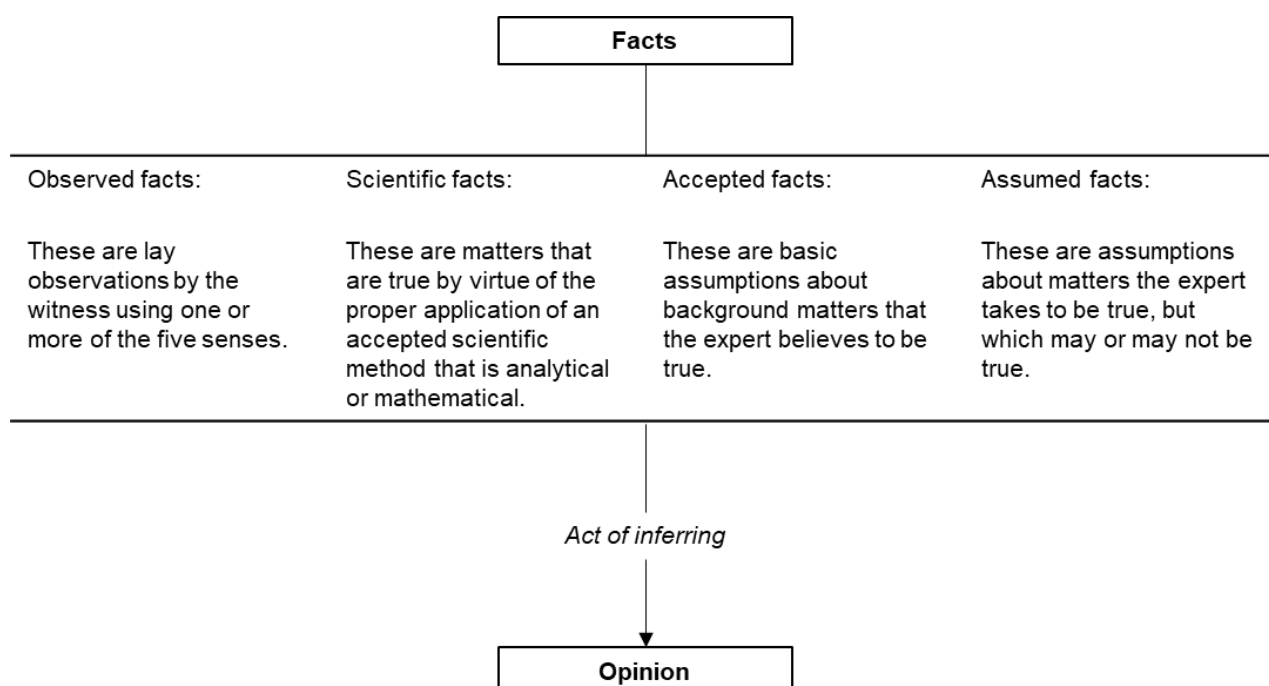 Facts
Observed facts:
These are lay
observations by the
witness using one or
more of the five senses.
Scientific facts:
These are matters that
are true by virtue of the
proper application of an
accepted scientific
method that is analytical
or mathematical.
Accepted facts:
These are basic
assumptions about
background matters that
the expert believes to be
true.
Assumed facts:
These are assumptions
about matters the expert
takes to be true, but
which may or may not be
true.
Act of inferring
Opinion